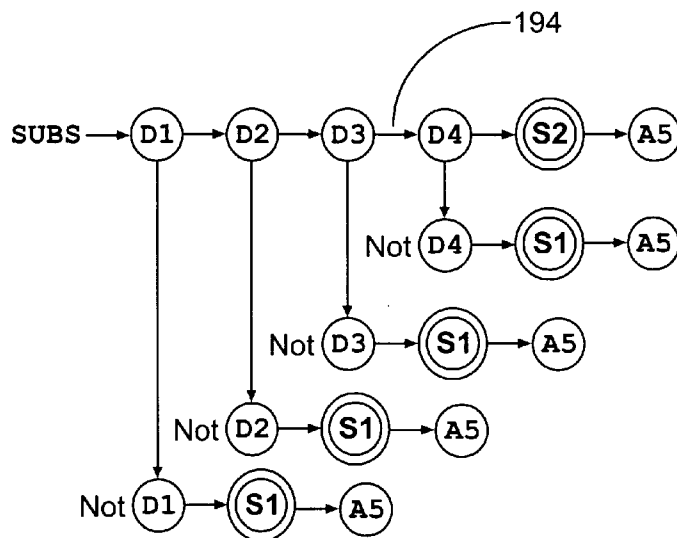 194
SUBS D1 D2 D3 D4 S2 A5
Not D4 S1 A5
Not D3 S1 A5
Not D2 S1 A5
Not D1 S1 A5